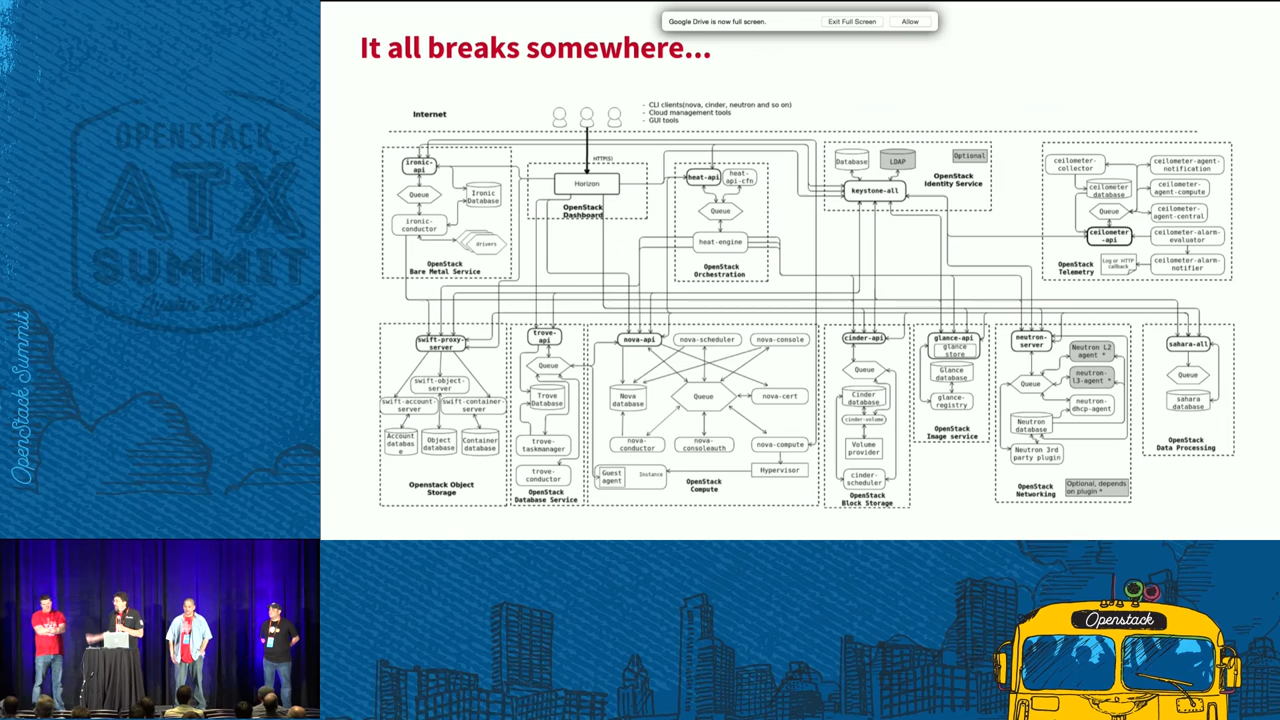 Google Drive is now full screen.
Exit Full Screen
Allow
It all breaks somewhere...
Internet
- CLI clients(nova, cinder, neutron and so on)
- Cloud management tools
- GUI tools
HTTP(S)
ironic-
api
Queue
Ironic
Database
ironic-
conductor
drivers
OpenStack
Bare Metal Service
Horizon
OpenStack
Dashboard
heat-api
heat-
api-cfn
Queue
heat-engine
OpenStack
Orchestration
Database
LDAP
Optional
keystone-all
OpenStack
Identity Service
ceilometer-
collector
ceilometer-agent-
notification
ceilometer
database
ceilometer-
agent-compute
Queue
ceilometer-
agent-central
ceilometer
-api
ceilometer-alarm-
evaluator
Log or HTTP
callback
ceilometer-alarm-
notifier
OpenStack
Telemetry
swift-proxy-
server
swift-object-
server
swift-account-
server
swift-container-
server
Account
databas
e
Object
database
Container
database
Openstack Object
Storage
trove-
api
Queue
Trove
Database
trove-
taskmanager
trove-
conductor
OpenStack
Database Service
nova-api
nova-scheduler
nova-console
Nova
database
Queue
nova-cert
nova-
conductor
nova-
consoleauth
nova-compute
Guest
agent
Instance
Hypervisor
OpenStack
Compute
cinder-api
Queue
Cinder
database
cinder-volume
Volume
provider
cinder-
scheduler
OpenStack
Block Storage
glance-api
glance
store
Glance
database
glance-
registry
OpenStack
Image service
neutron-
server
Neutron L2
agent *
Queue
neutron-
l3-agent *
neutron-
dhcp-agent
Neutron
database
Neutron 3rd
party plugin
OpenStack
Networking
Optional, depends
on plugin *
sahara-all
Queue
sahara
database
OpenStack
Data Processing
OpenStack Summit
OPENSTACK
SUMMIT
Openstack